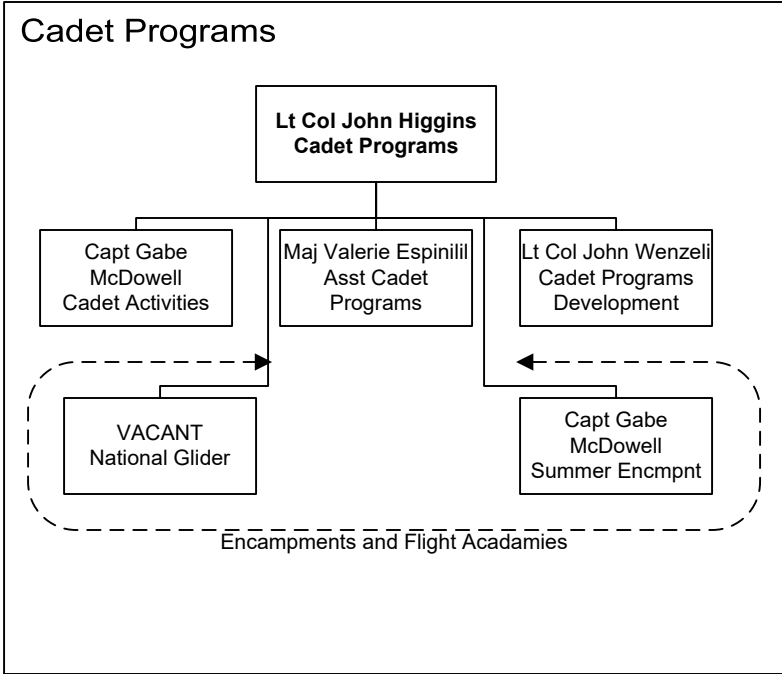 Cadet Programs
Lt Col John Higgins
Cadet Programs
Capt Gabe
McDowell
Cadet Activities
Maj Valerie Espinilil
Asst Cadet
Programs
Lt Col John Wenzeli
Cadet Programs
Development
VACANT
National Glider
Capt Gabe
McDowell
Summer Encmpnt
Encampments and Flight Acadamies